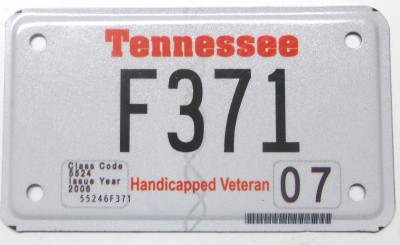 Tennessee
F371
Class Code
5524
Issue Year
2006
55246F371
Handicapped Veteran
07